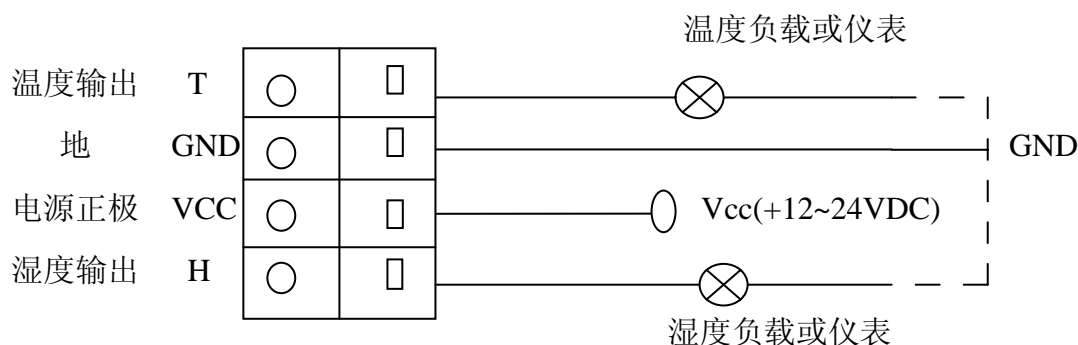 温度负载或仪表
温度输出 T
地 GND GND
电源正极 VCC Vcc(+12~24VDC)
湿度输出 H
湿度负载或仪表